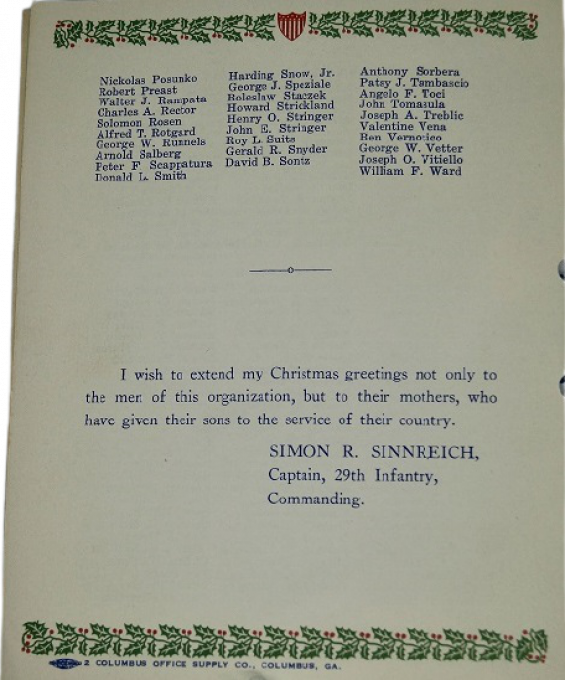 Nickolas Posunko
Robert Preast
Walter J. Rampata
Charles A. Rector
Solomon Rosen
Alfred T. Rotgard
George W. Runnels
Arnold Salberg
Peter F Scappatura
Donald L. Smith
Harding Snow, Jr.
George J. Speziale
Boleslaw Staczek
Howard Strickland
Henry O. Stringer
John E. Stringer
Roy L. Suits
Gerald R. Snyder
David B. Sontz
Anthony Sorbera
Patsy J. Tambascio
Angelo F. Toci
John Tomasula
Joseph A. Treblic
Valentine Vena
Ben Vernotico
George W. Vetter
Joseph O. Vitiello
William F. Ward
I wish to extend my Christmas greetings not only to
the men of this organization, but to their mothers, who
have given their sons to the service of their country.
SIMON R. SINNREICH,
Captain, 29th Infantry,
Commanding.
2 COLUMBUS OFFICE SUPPLY CO., COLUMBUS, GA.